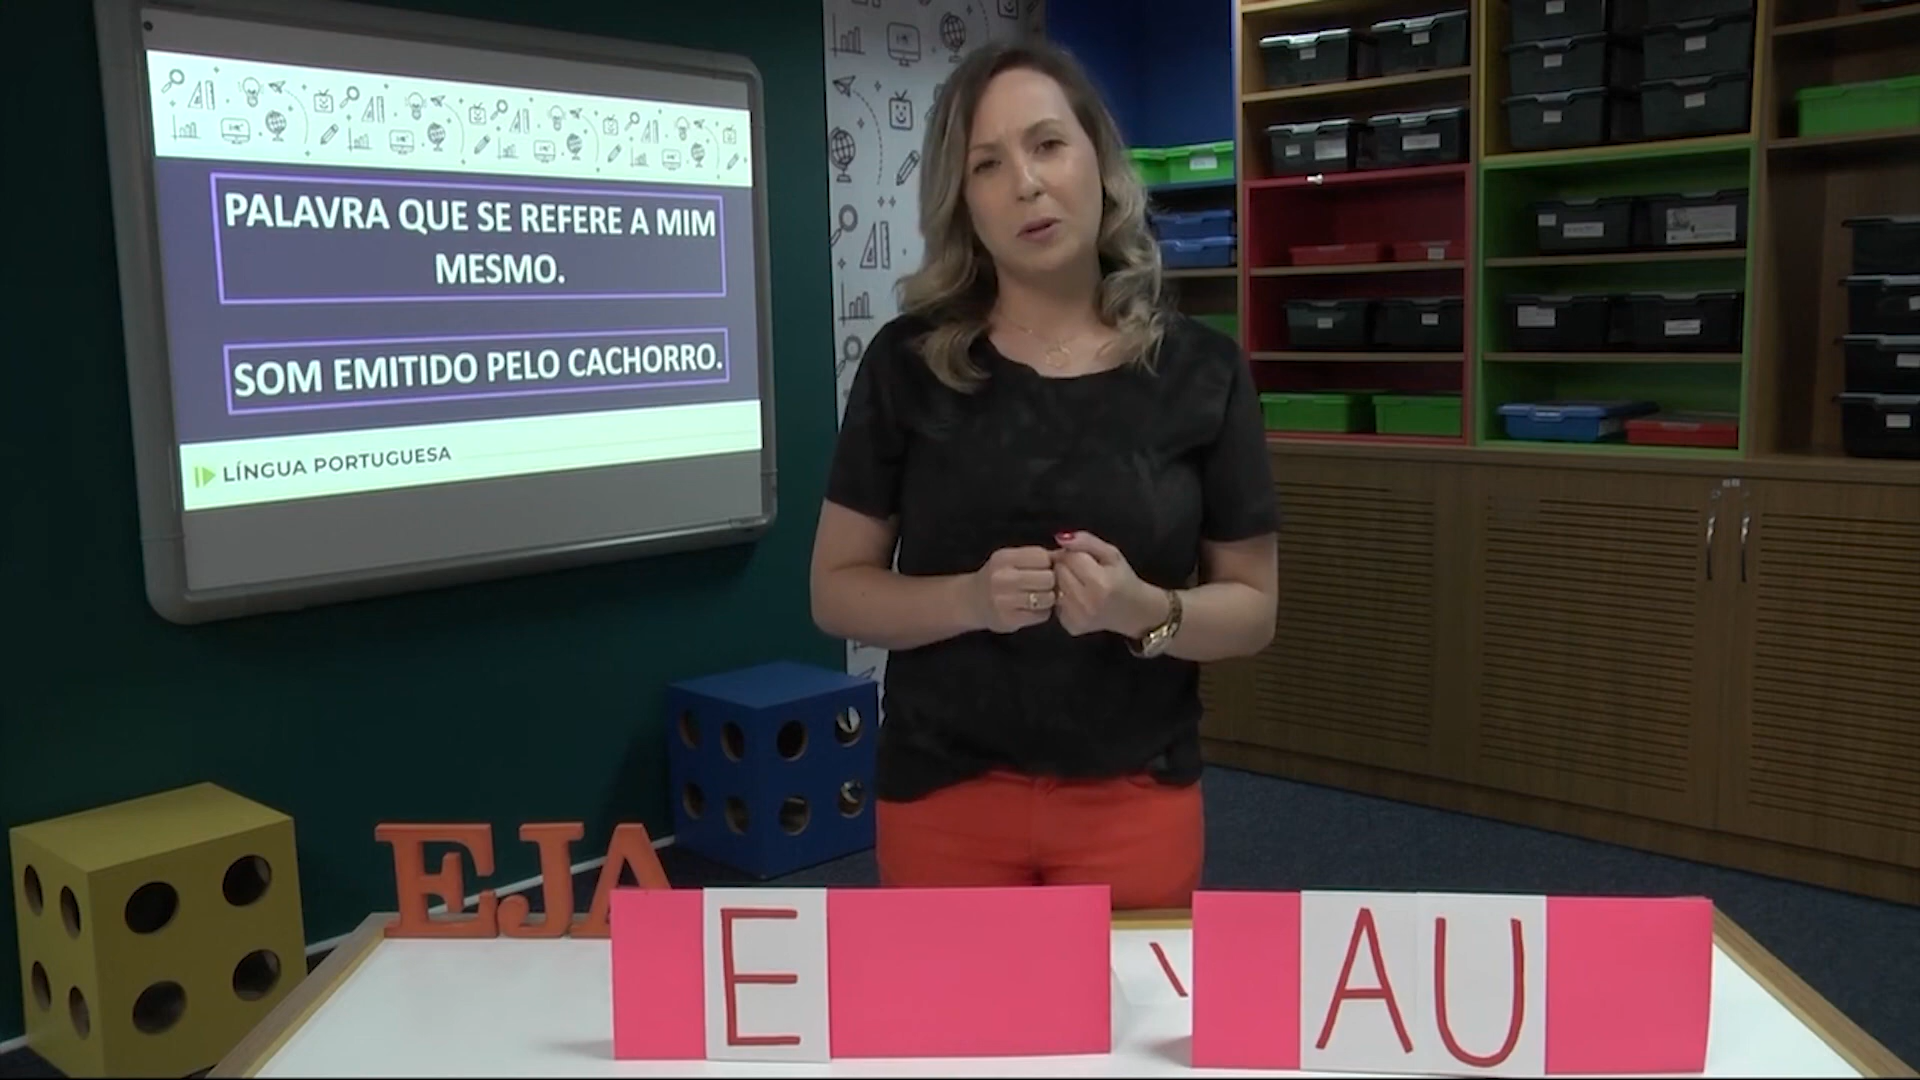 PALAVRA QUE SE REFERE A MIM
MESMO.
SOM EMITIDO PELO CACHORRO.
LÍNGUA PORTUGUESA
EJA
E
AU